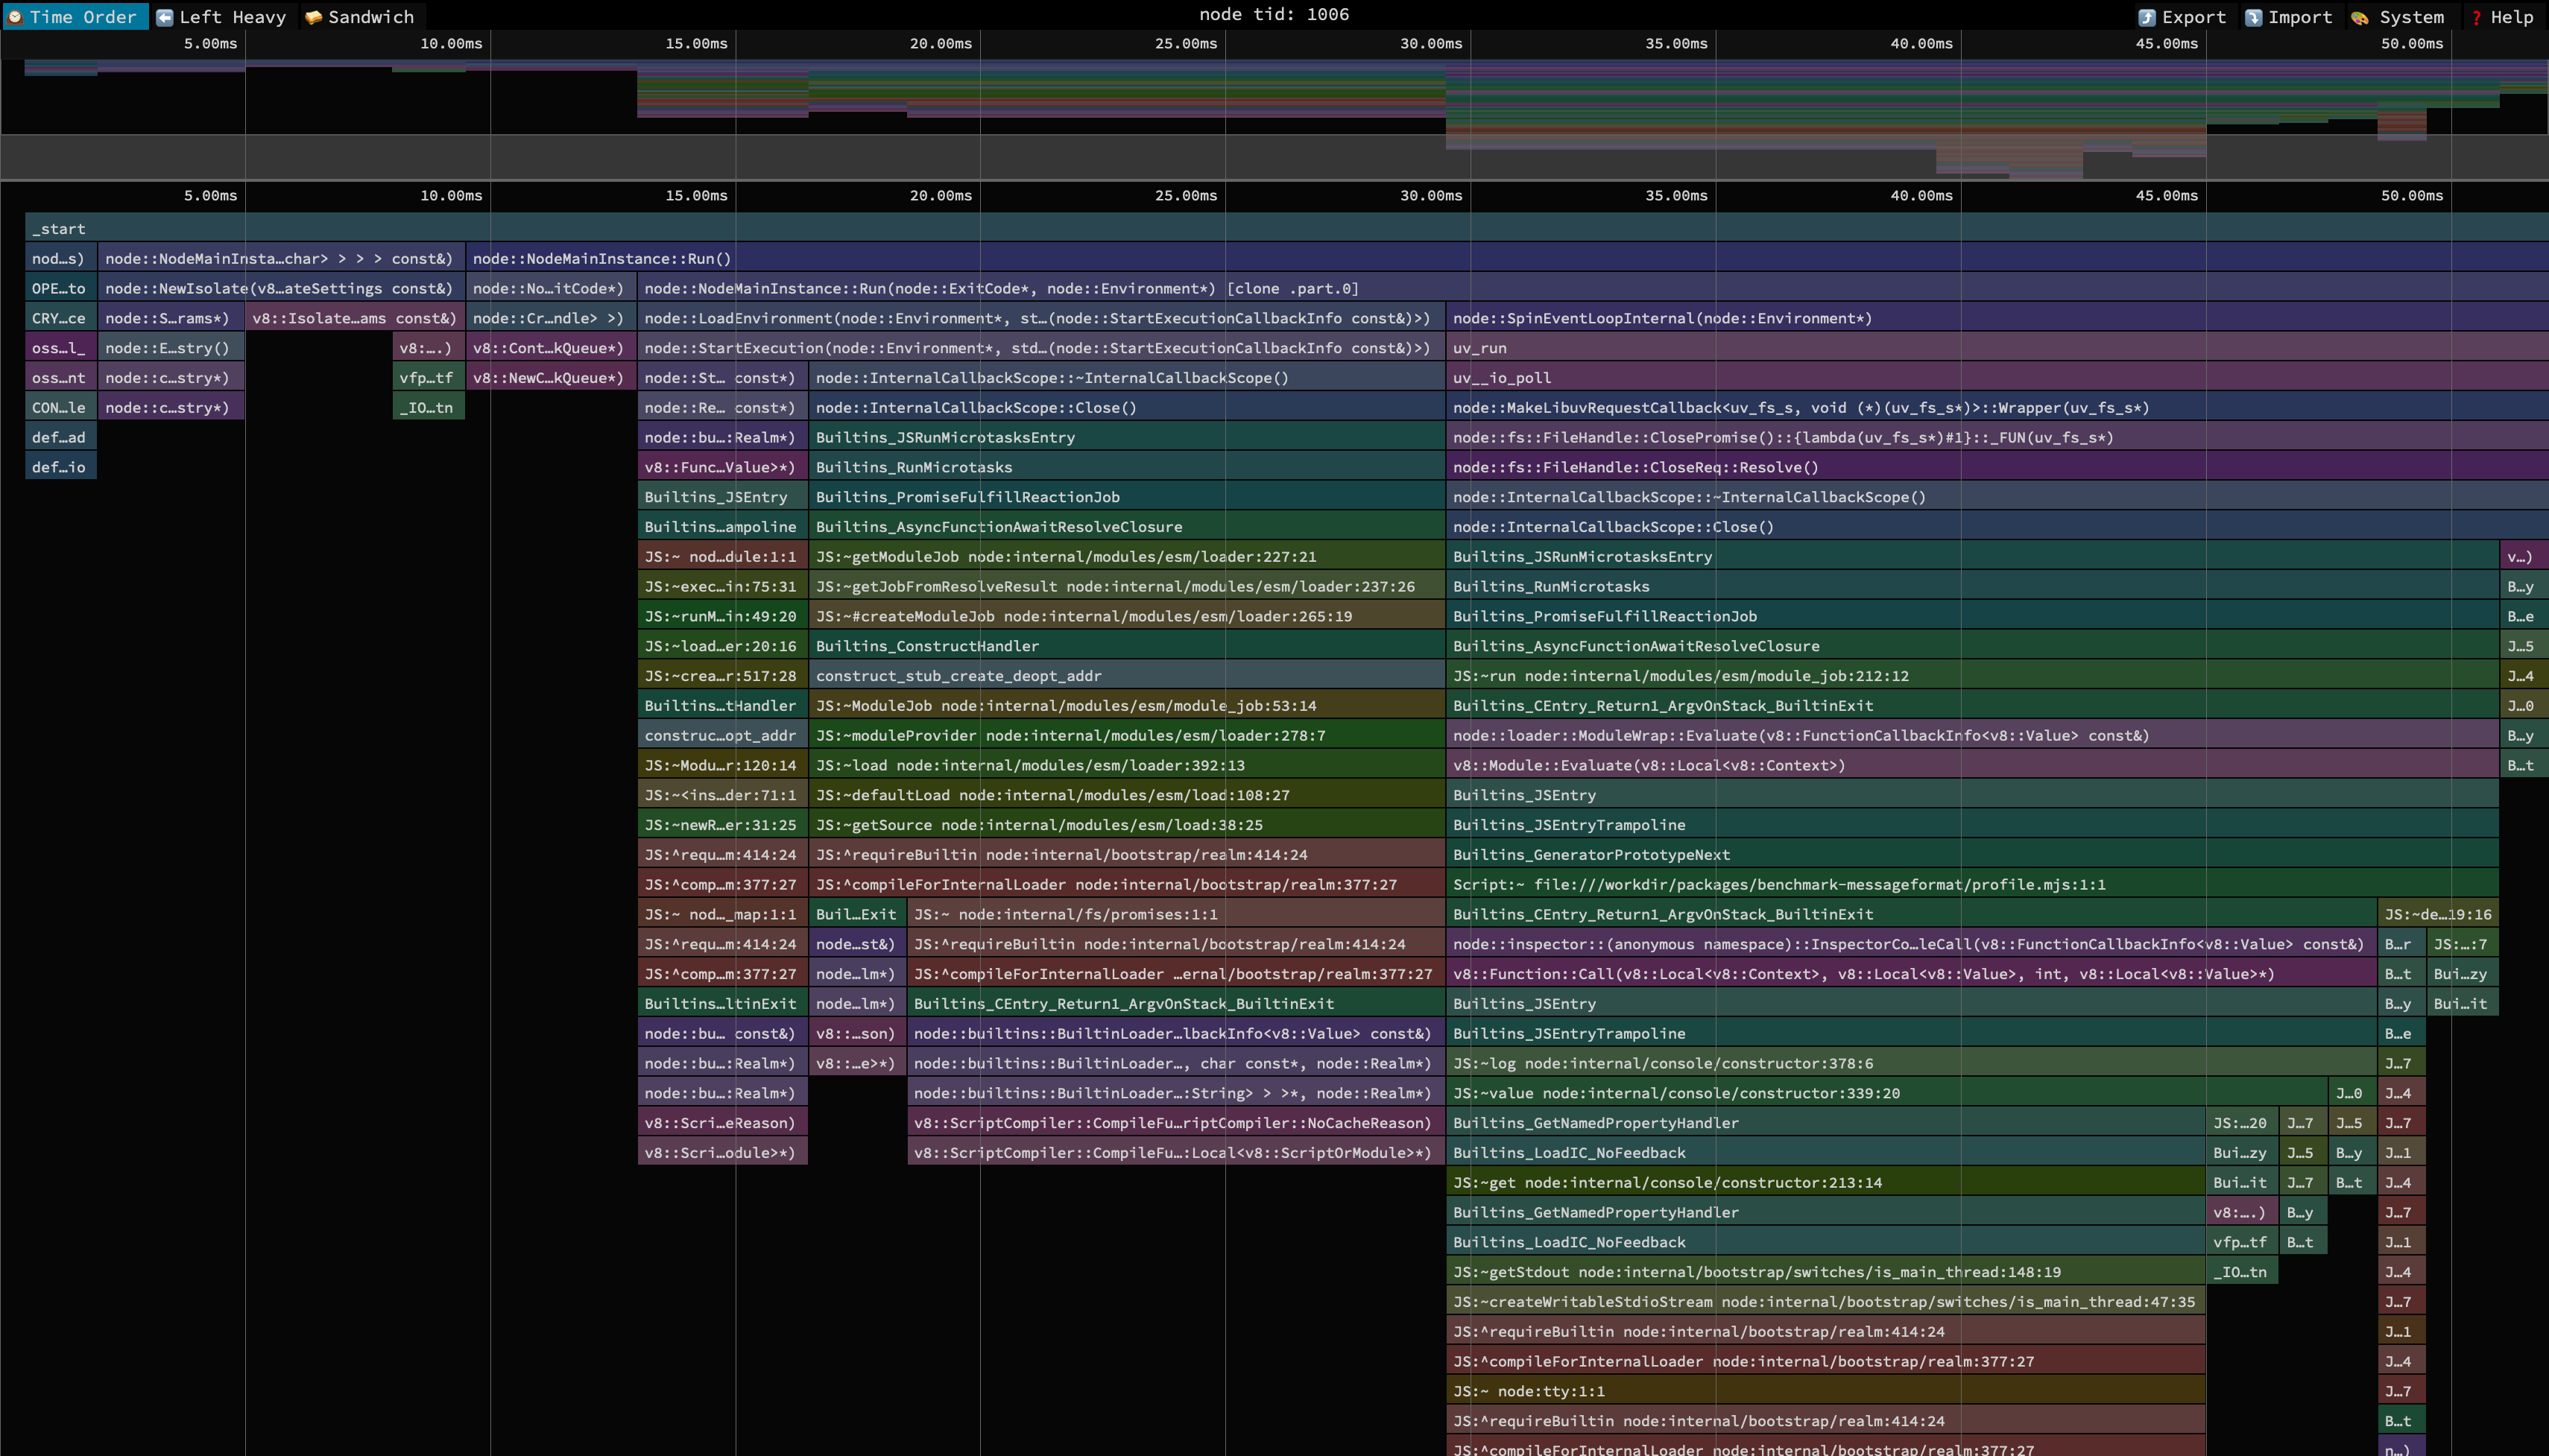 Time Order Left Heavy Sandwich node tid: 1006 Export Import System ? Help
5.00ms 10.00ms 15.00ms 20.00ms 25.00ms 30.00ms 35.00ms 40.00ms 45.00ms 50.00ms
5.00ms 10.00ms 15.00ms 20.00ms 25.00ms 30.00ms 35.00ms 40.00ms 45.00ms 50.00ms
_start
nod…s) node::NodeMainInsta…char> > > > const&) node::NodeMainInstance::Run()
OPE…to node::NewIsolate(v8…ateSettings const&) node::No…itCode*) node::NodeMainInstance::Run(node::ExitCode*, node::Environment*) [clone .part.0]
CRY…ce node::S…rams*) v8::Isolate…ams const&) node::Cr…ndle> >) node::LoadEnvironment(node::Environment*, st…(node::StartExecutionCallbackInfo const&)>) node::SpinEventLoopInternal(node::Environment*)
oss…l_ node::E…stry() v8:….) v8::Cont…kQueue*) node::StartExecution(node::Environment*, std…(node::StartExecutionCallbackInfo const&)>) uv_run
oss…nt node::c…stry*) vfp…tf v8::NewC…kQueue*) node::St… const*) node::InternalCallbackScope::~InternalCallbackScope() uv__io_poll
CON…le node::c…stry*) _IO…tn node::Re… const*) node::InternalCallbackScope::Close() node::MakeLibuvRequestCallback<uv_fs_s, void (*)(uv_fs_s*)>::Wrapper(uv_fs_s*)
def…ad node::bu…:Realm*) Builtins_JSRunMicrotasksEntry node::fs::FileHandle::ClosePromise()::{lambda(uv_fs_s*)#1}::_FUN(uv_fs_s*)
def…io v8::Func…Value>*) Builtins_RunMicrotasks node::fs::FileHandle::CloseReq::Resolve()
Builtins_JSEntry Builtins_PromiseFulfillReactionJob node::InternalCallbackScope::~InternalCallbackScope()
Builtins…ampoline Builtins_AsyncFunctionAwaitResolveClosure node::InternalCallbackScope::Close()
JS:~ nod…dule:1:1 JS:~getModuleJob node:internal/modules/esm/loader:227:21 Builtins_JSRunMicrotasksEntry v…)
JS:~exec…in:75:31 JS:~getJobFromResolveResult node:internal/modules/esm/loader:237:26 Builtins_RunMicrotasks B…y
JS:~runM…in:49:20 JS:~#createModuleJob node:internal/modules/esm/loader:265:19 Builtins_PromiseFulfillReactionJob B…e
JS:~load…er:20:16 Builtins_ConstructHandler Builtins_AsyncFunctionAwaitResolveClosure J…5
JS:~crea…r:517:28 construct_stub_create_deopt_addr JS:~run node:internal/modules/esm/module_job:212:12 J…4
Builtins…tHandler JS:~ModuleJob node:internal/modules/esm/module_job:53:14 Builtins_CEntry_Return1_ArgvOnStack_BuiltinExit J…0
construc…opt_addr JS:~moduleProvider node:internal/modules/esm/loader:278:7 node::loader::ModuleWrap::Evaluate(v8::FunctionCallbackInfo<v8::Value> const&) B…y
JS:~Modu…r:120:14 JS:~load node:internal/modules/esm/loader:392:13 v8::Module::Evaluate(v8::Local<v8::Context>) B…t
JS:~<ins…der:71:1 JS:~defaultLoad node:internal/modules/esm/load:108:27 Builtins_JSEntry
JS:~newR…er:31:25 JS:~getSource node:internal/modules/esm/load:38:25 Builtins_JSEntryTrampoline
JS:^requ…m:414:24 JS:^requireBuiltin node:internal/bootstrap/realm:414:24 Builtins_GeneratorPrototypeNext
JS:^comp…m:377:27 JS:^compileForInternalLoader node:internal/bootstrap/realm:377:27 Script:~ file:///workdir/packages/benchmark-messageformat/profile.mjs:1:1
JS:~ nod…_map:1:1 Buil…Exit JS:~ node:internal/fs/promises:1:1 Builtins_CEntry_Return1_ArgvOnStack_BuiltinExit JS:~de…19:16
JS:^requ…m:414:24 node…st&) JS:^requireBuiltin node:internal/bootstrap/realm:414:24 node::inspector::(anonymous namespace)::InspectorCo…leCall(v8::FunctionCallbackInfo<v8::Value> const&) B…r JS:…:7
JS:^comp…m:377:27 node…lm*) JS:^compileForInternalLoader …ernal/bootstrap/realm:377:27 v8::Function::Call(v8::Local<v8::Context>, v8::Local<v8::Value>, int, v8::Local<v8::Value>*) B…t Bui…zy
Builtins…ltinExit node…lm*) Builtins_CEntry_Return1_ArgvOnStack_BuiltinExit Builtins_JSEntry B…y Bui…it
node::bu… const&) v8::…son) node::builtins::BuiltinLoader…lbackInfo<v8::Value> const&) Builtins_JSEntryTrampoline B…e
node::bu…:Realm*) v8::…e>*) node::builtins::BuiltinLoader…, char const*, node::Realm*) JS:~log node:internal/console/constructor:378:6 J…7
node::bu…:Realm*) node::builtins::BuiltinLoader…:String> > >*, node::Realm*) JS:~value node:internal/console/constructor:339:20 J…0 J…4
v8::Scri…eReason) v8::ScriptCompiler::CompileFu…riptCompiler::NoCacheReason) Builtins_GetNamedPropertyHandler JS:…20 J…7 J…5 J…7
v8::Scri…odule>*) v8::ScriptCompiler::CompileFu…:Local<v8::ScriptOrModule>*) Builtins_LoadIC_NoFeedback Bui…zy J…5 B…y J…1
JS:~get node:internal/console/constructor:213:14 Bui…it J…7 B…t J…4
Builtins_GetNamedPropertyHandler v8:….) B…y J…7
Builtins_LoadIC_NoFeedback vfp…tf B…t J…1
JS:~getStdout node:internal/bootstrap/switches/is_main_thread:148:19 _IO…tn J…4
JS:~createWritableStdioStream node:internal/bootstrap/switches/is_main_thread:47:35 J…7
JS:^requireBuiltin node:internal/bootstrap/realm:414:24 J…1
JS:^compileForInternalLoader node:internal/bootstrap/realm:377:27 J…4
JS:~ node:tty:1:1 J…7
JS:^requireBuiltin node:internal/bootstrap/realm:414:24 B…t
JS:^compileForInternalLoader node:internal/bootstrap/realm:377:27 n…)